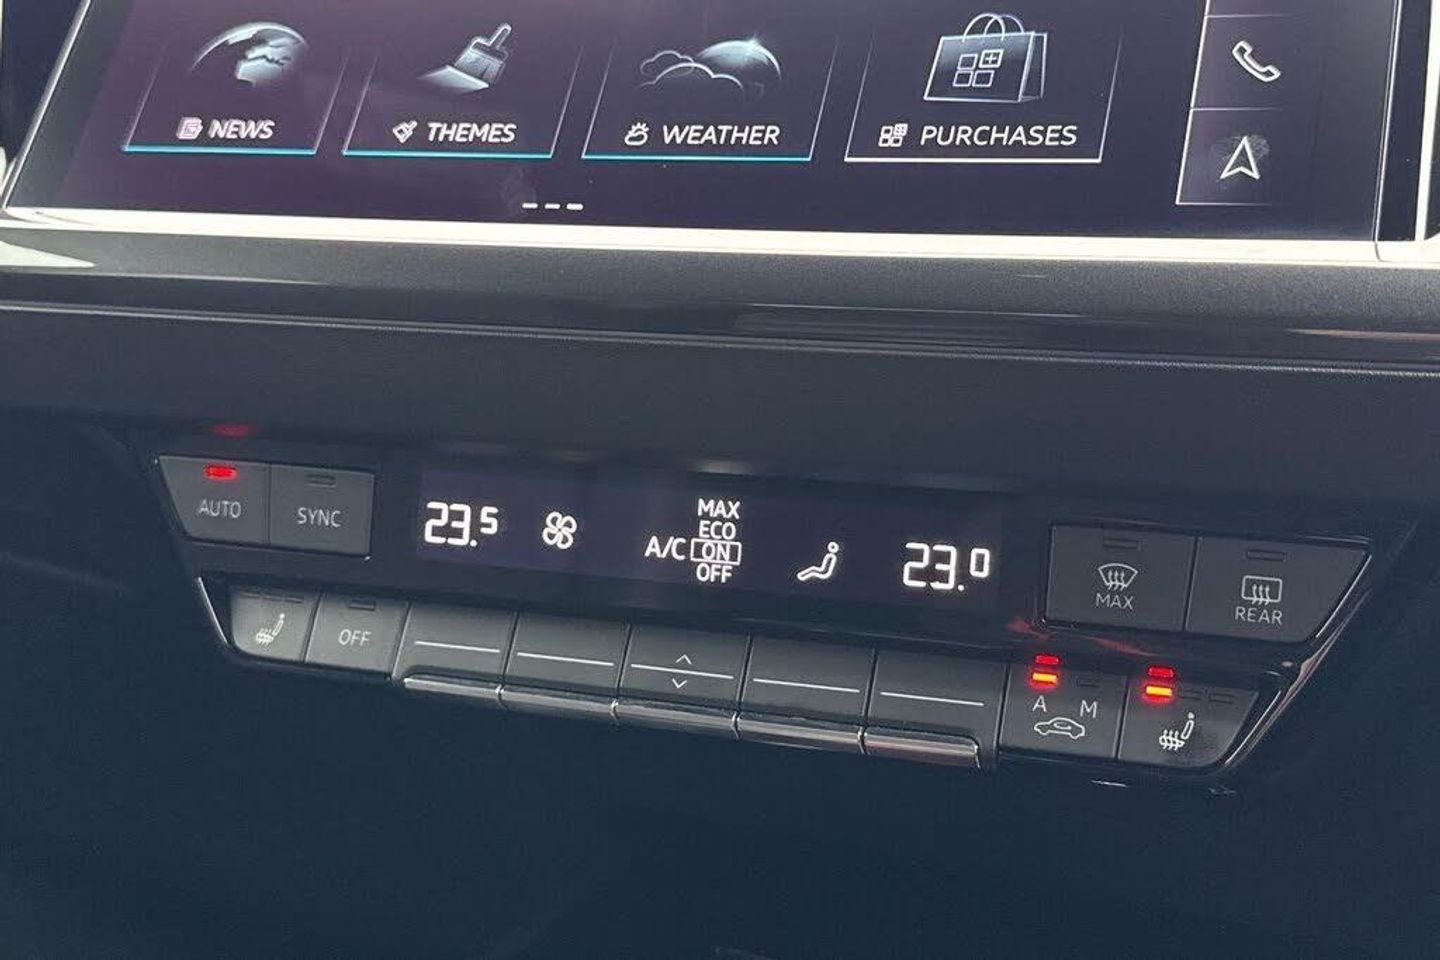 NEWS
THEMES
WEATHER
PURCHASES
AUTO
SYNC
23.5
A/C
MAX
ECO
ON
OFF
23.0
MAX
REAR
OFF
A M